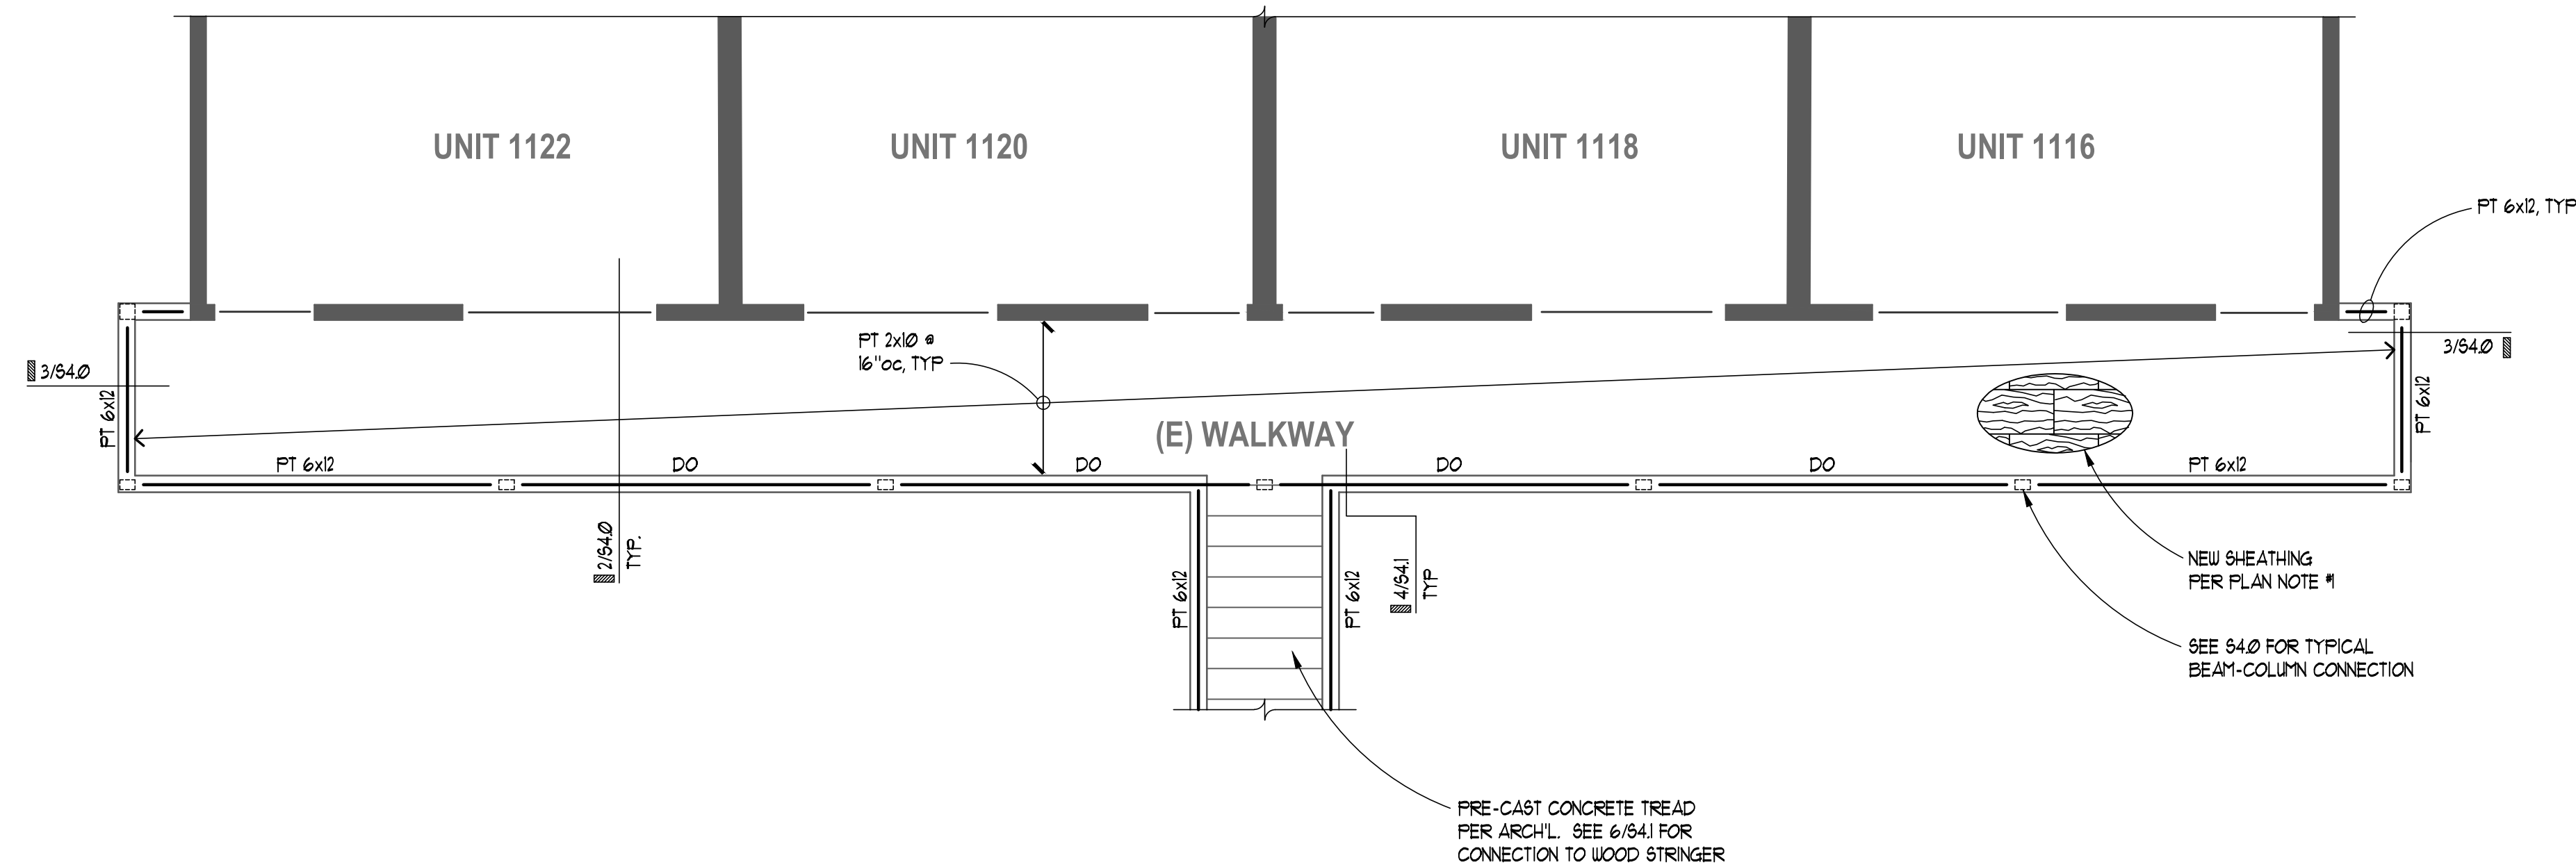 UNIT 1122
UNIT 1120
UNIT 1118
UNIT 1116
PT 6x12, TYP
PT 2x10 @
16"oc, TYP
3/S4.0
3/S4.0
PT 6x12
PT 6x12
(E) WALKWAY
PT 6x12
DO
DO
DO
DO
PT 6x12
2/S4.0
TYP.
PT 6x12
PT 6x12
4/S4.1
TYP
NEW SHEATHING
PER PLAN NOTE #1
SEE S4.0 FOR TYPICAL
BEAM-COLUMN CONNECTION
PRE-CAST CONCRETE TREAD
PER ARCH'L. SEE 6/S4.1 FOR
CONNECTION TO WOOD STRINGER